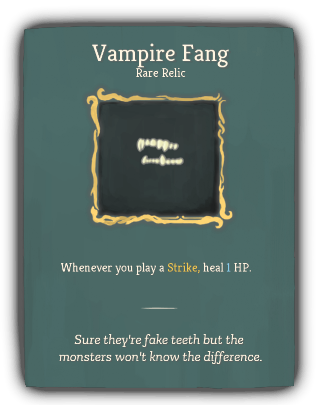 Vampire Fang
Rare Relic
Whenever you play a Strike, heal 1 HP.
Sure they're fake teeth but the
monsters won't know the difference.